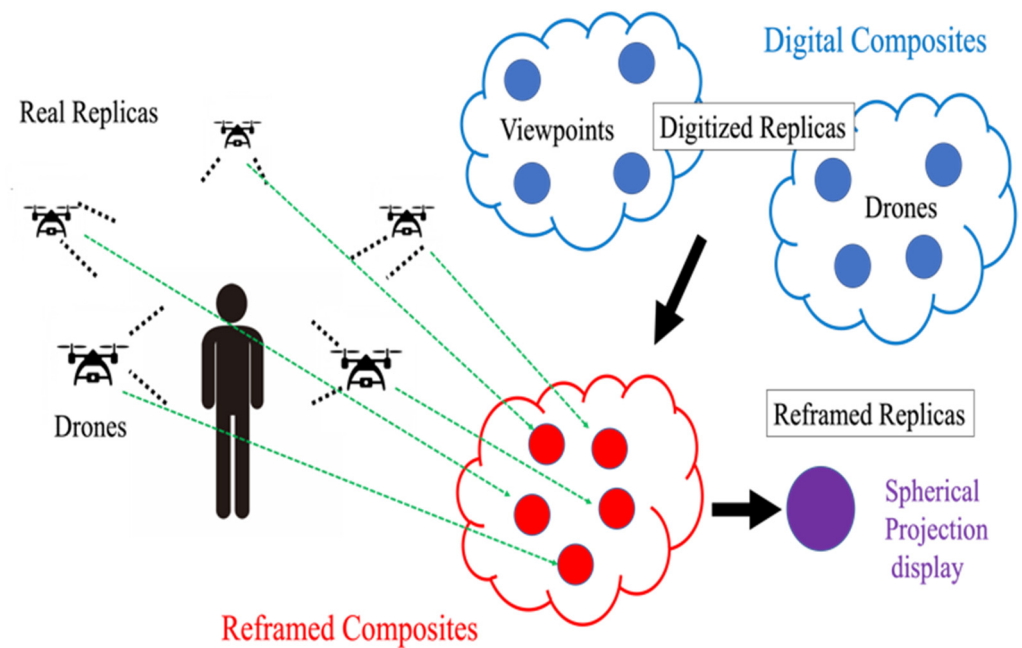 Real Replicas
Drones
Viewpoints
Digitized Replicas
Digital Composites
Drones
Reframed Composites
Reframed Replicas
Spherical
Projection
display